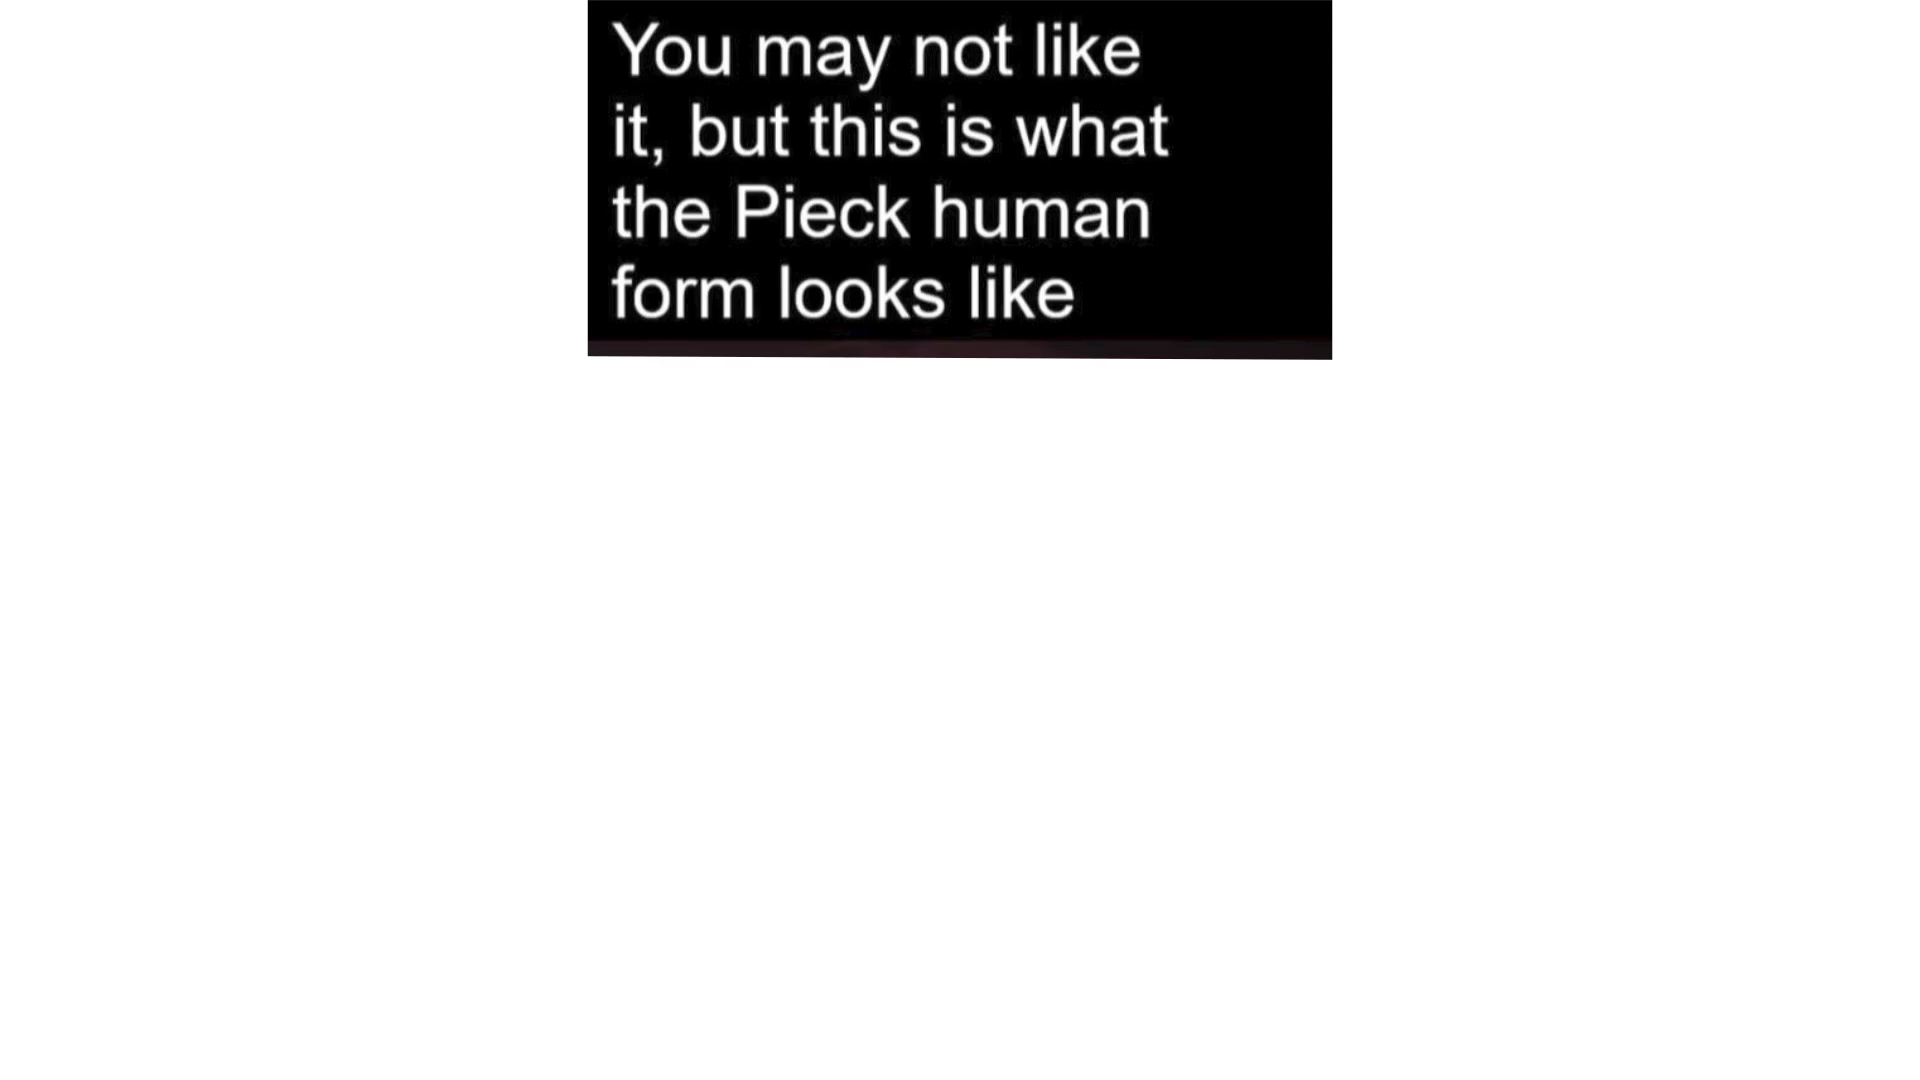 You may not like
it, but this is what
the Pieck human
form looks like